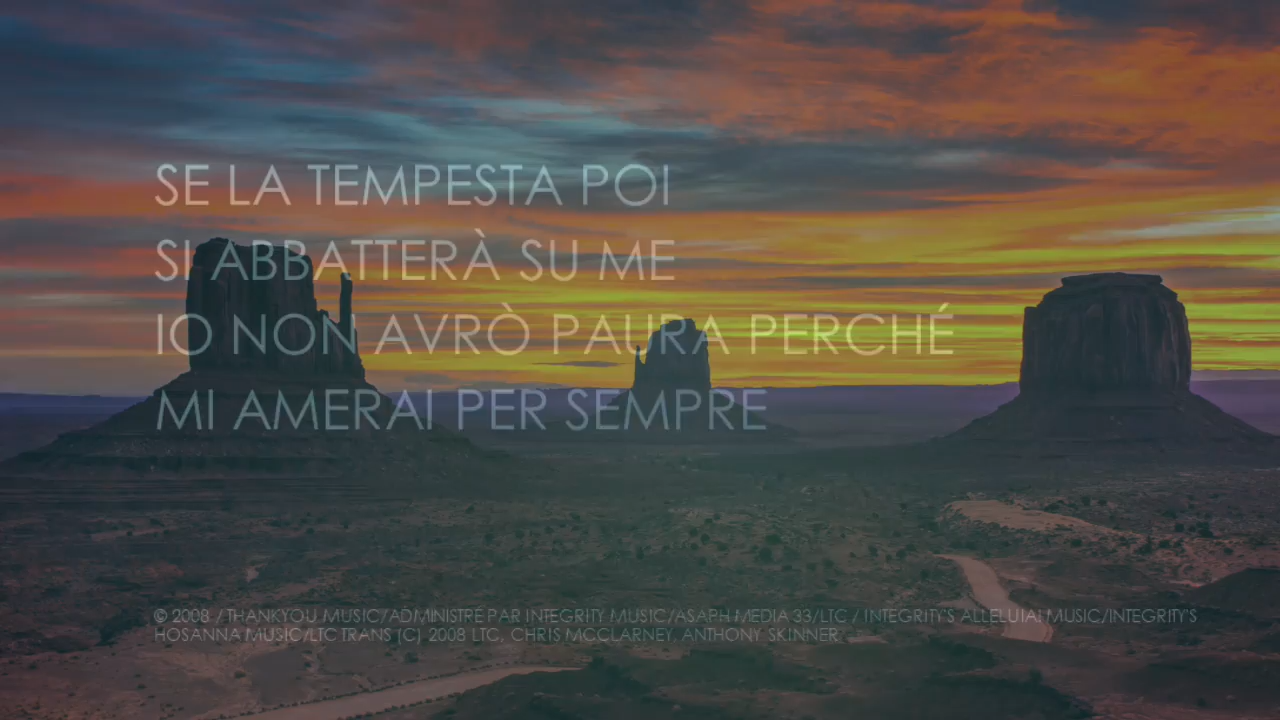 SE LA TEMPESTA POI
SI ABBATTERÀ SU ME
IO NON AVRÒ PAURA PERCHÉ
MI AMERAI PER SEMPRE
© 2008 / THANKYOU MUSIC/ADMINISTRÉ PAR INTEGRITY MUSIC/ASAPH MEDIA 33/LTC / INTEGRITY'S ALLELUIA! MUSIC/INTEGRITY'S
HOSANNA MUSIC/LTC TRANS (C) 2008 LTC, CHRIS MCCLARNEY, ANTHONY SKINNER